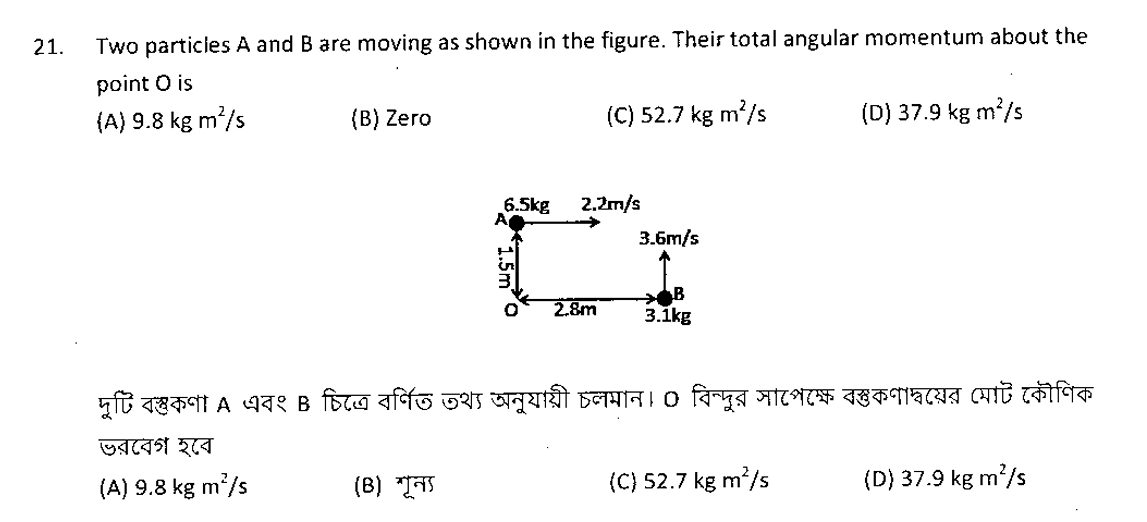 21. Two particles A and B are moving as shown in the figure. Their total angular momentum about the
point O is
(A) 9.8 kg m²/s (B) Zero (C) 52.7 kg m²/s (D) 37.9 kg m²/s
6.5kg 2.2m/s
A
3.6m/s
1.5m
B
O 2.8m 3.1kg
দুটি বস্তুকণা A এবং B চিত্রে বর্ণিত তথ্য অনুযায়ী চলমান। O বিন্দুর সাপেক্ষে বস্তুকণাদ্বয়ের মোট কৌণিক
ভরবেগ হবে
(A) 9.8 kg m²/s (B) শূন্য (C) 52.7 kg m²/s (D) 37.9 kg m²/s